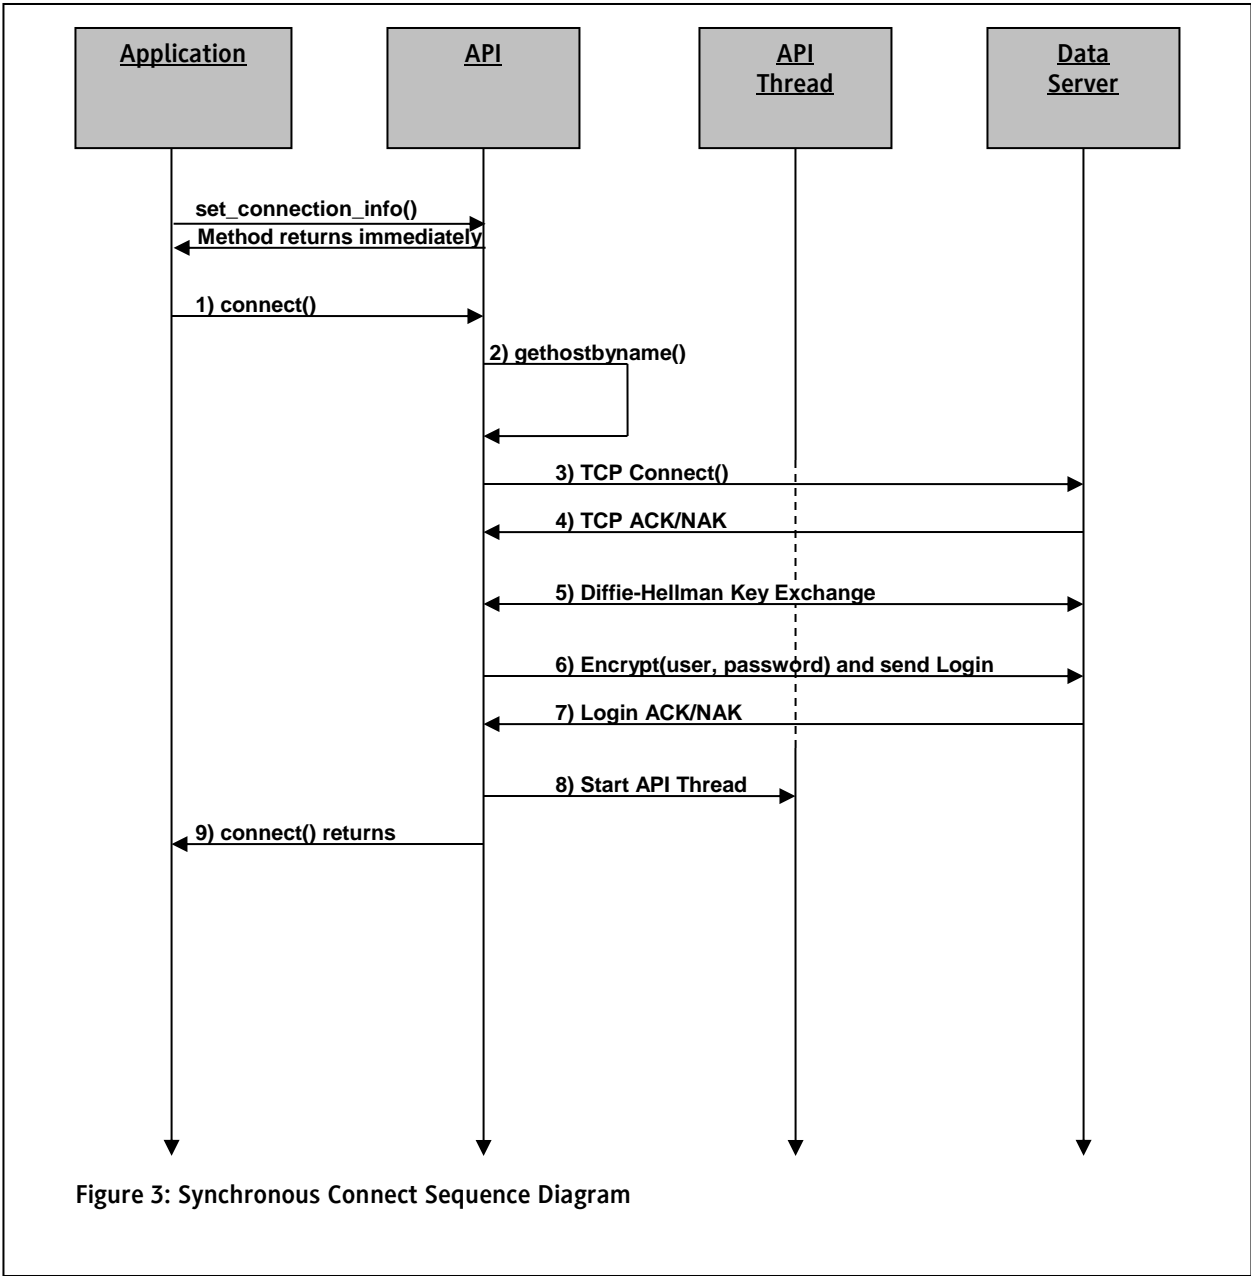 Application
API
API
Thread
Data
Server
set_connection_info()
Method returns immediately
1) connect()
2) gethostbyname()
3) TCP Connect()
4) TCP ACK/NAK
5) Diffie-Hellman Key Exchange
6) Encrypt(user, password) and send Login
7) Login ACK/NAK
8) Start API Thread
9) connect() returns
Figure 3: Synchronous Connect Sequence Diagram